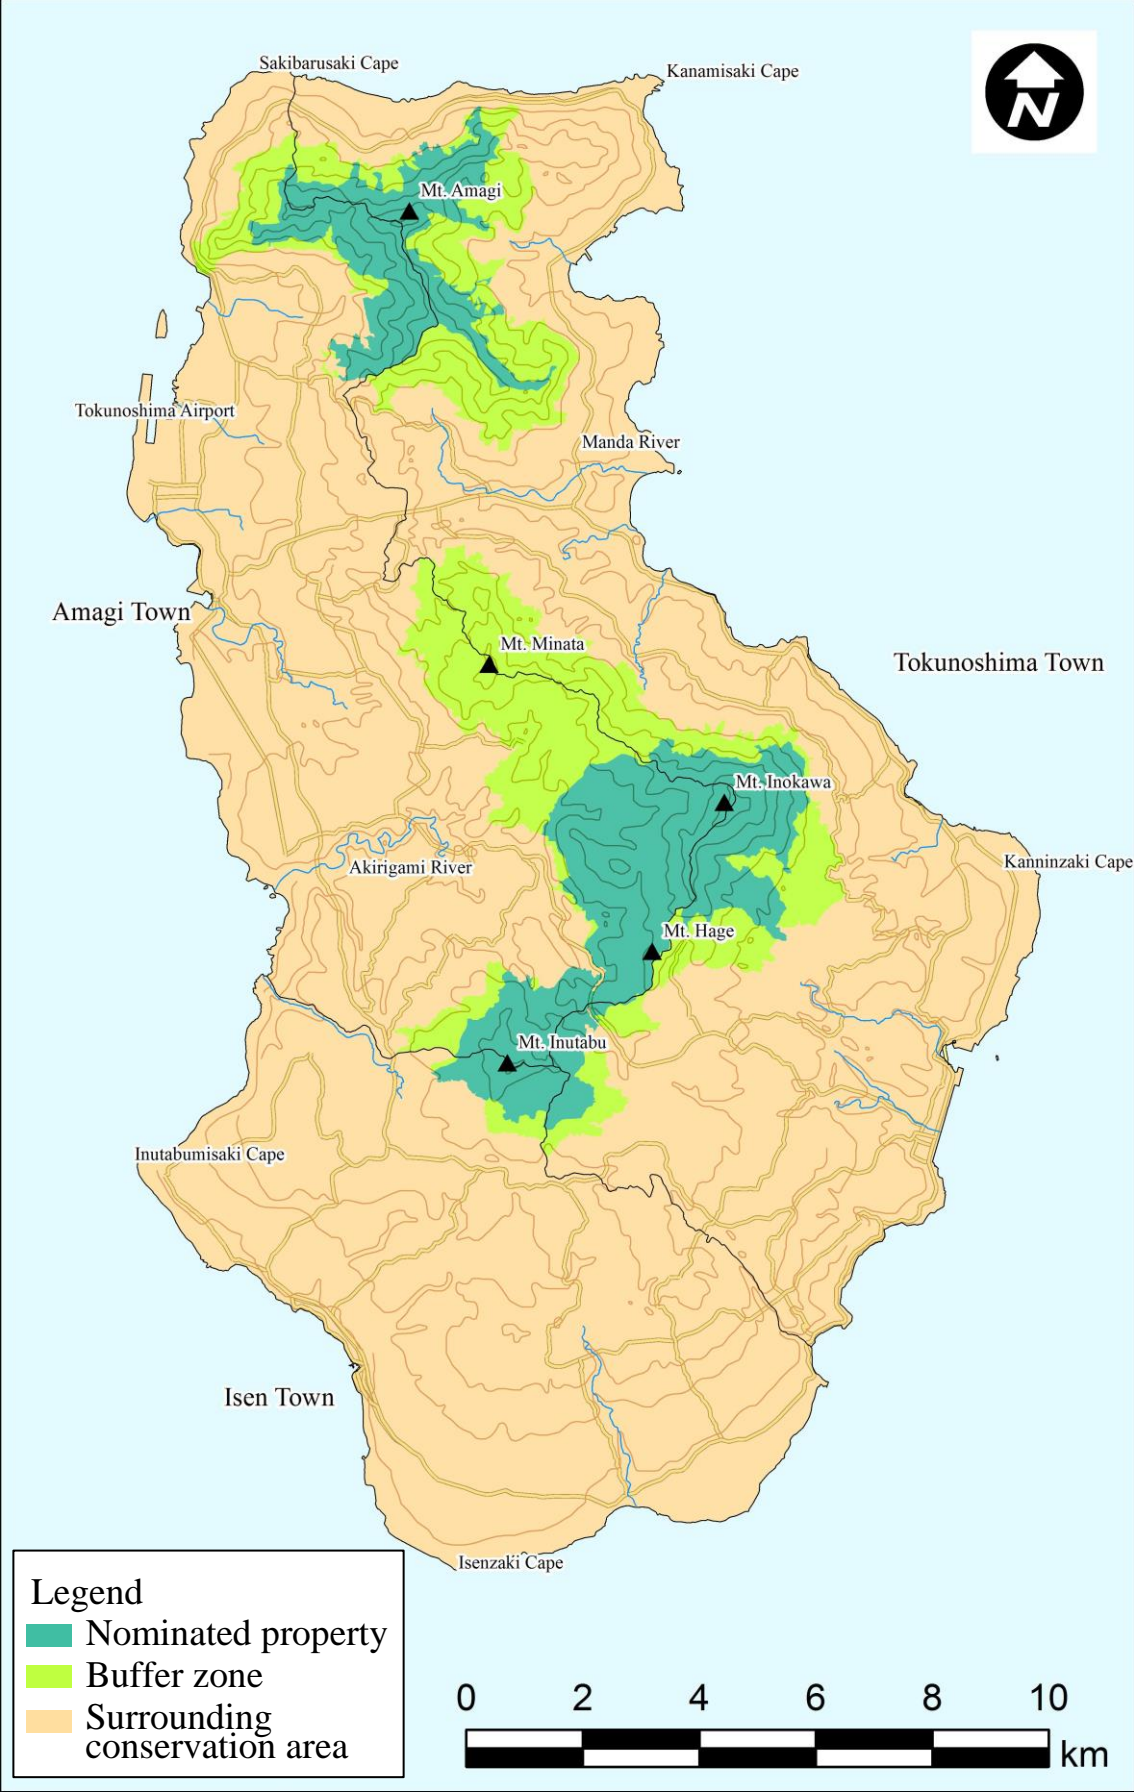 Sakibarusaki Cape
Kanamisaki Cape
N
Mt. Amagi
Tokunoshima Airport
Manda River
Amagi Town
Mt. Minata
Tokunoshima Town
Mt. Inokawa
Akirigami River
Kanninzaki Cape
Mt. Hage
Mt. Inutabu
Inutabumisaki Cape
Isen Town
Isenzaki Cape
Legend
Nominated property
Buffer zone
Surrounding
conservation area
0 2 4 6 8 10
km